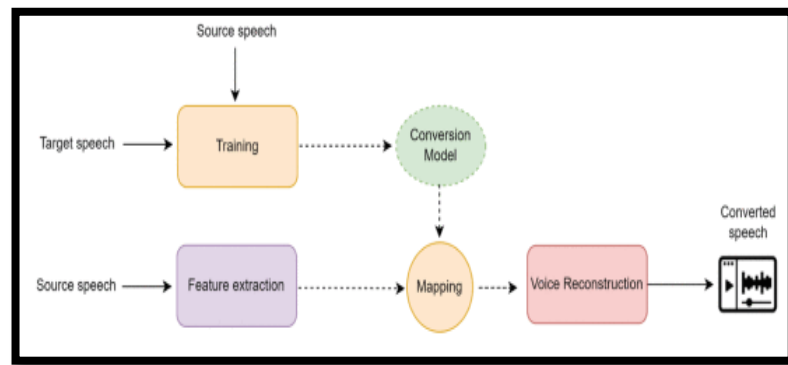 Source speech
Target speech
Training
Conversion
Model
Converted
speech
Source speech
Feature extraction
Mapping
Voice Reconstruction